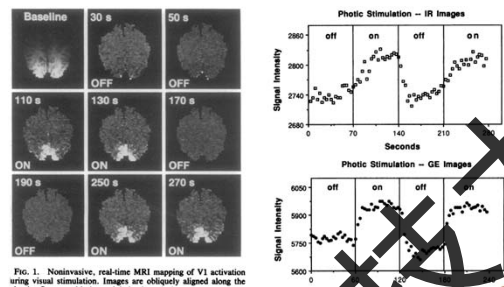 Baseline
30 s
50 s
OFF
OFF
110 s
130 s
170 s
ON
ON
OFF
190 s
250 s
270 s
OFF
ON
ON
FIG. 1. Noninvasive, real-time MRI mapping of V1 activation
uring visual stimulation. Images are obliquely aligned along the
Photic Stimulation -- IR Images
off
on
off
on
2860
2800
2740
2680
Signal Intensity
0
70
140
210
280
Seconds
Photic Stimulation -- GE Images
off
on
off
on
6050
5900
5750
5600
Signal Intensity
0
60
120